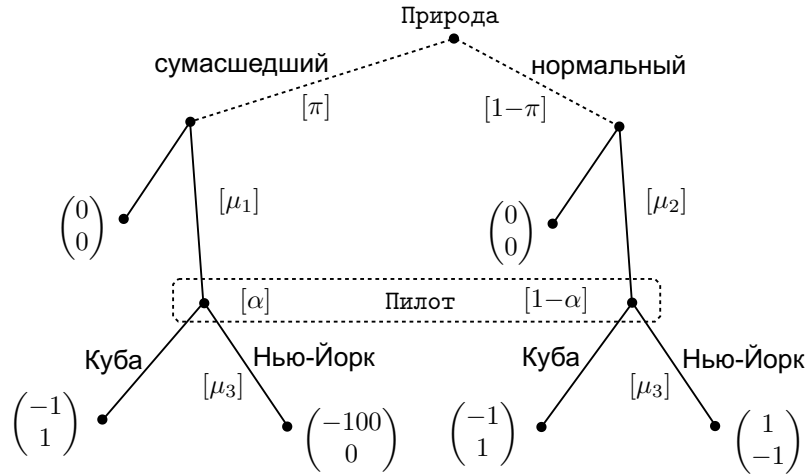 Природа
сумасшедший нормальный
[π] [1−π]
[μ₁] [μ₂]
(0 0) (0 0)
[α] Пилот [1−α]
Куба Нью-Йорк Куба Нью-Йорк
[μ₃] [μ₃]
(−1 1) (−100 0) (−1 1) (1 −1)